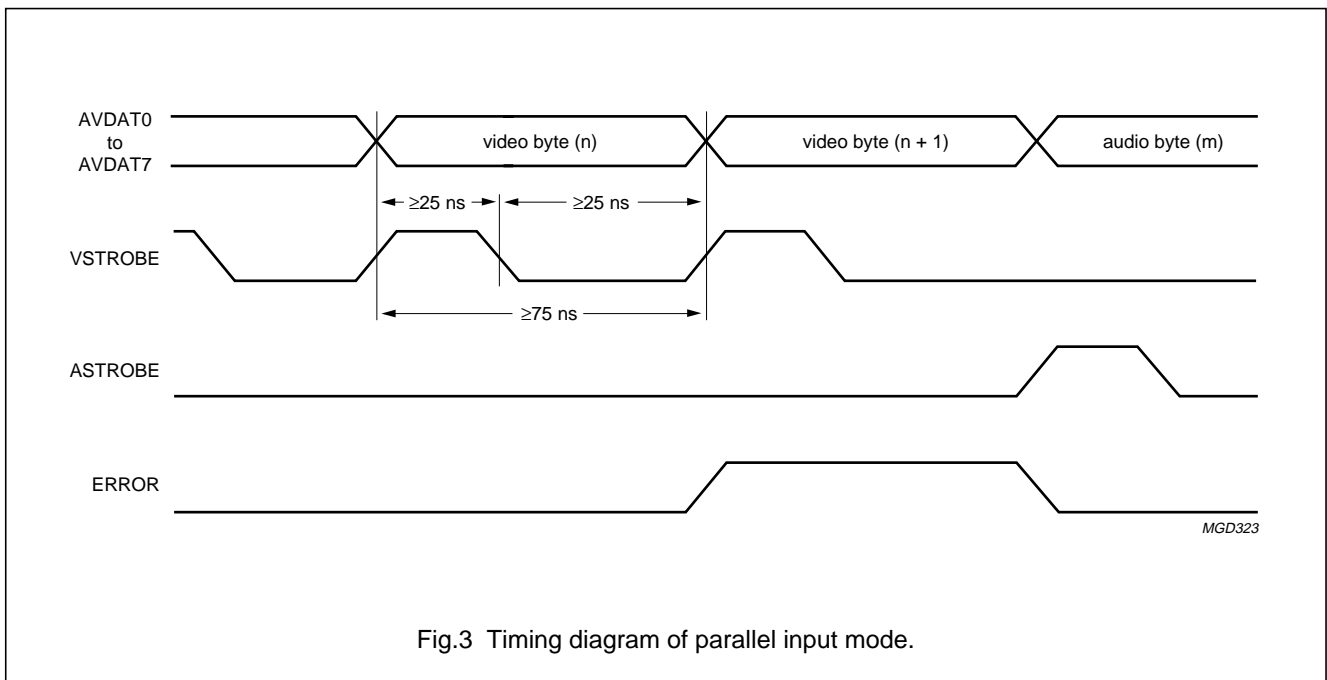 AVDAT0
to
AVDAT7
video byte (n)
video byte (n + 1)
audio byte (m)
≥25 ns
≥25 ns
VSTROBE
≥75 ns
ASTROBE
ERROR
MGD323
Fig.3 Timing diagram of parallel input mode.